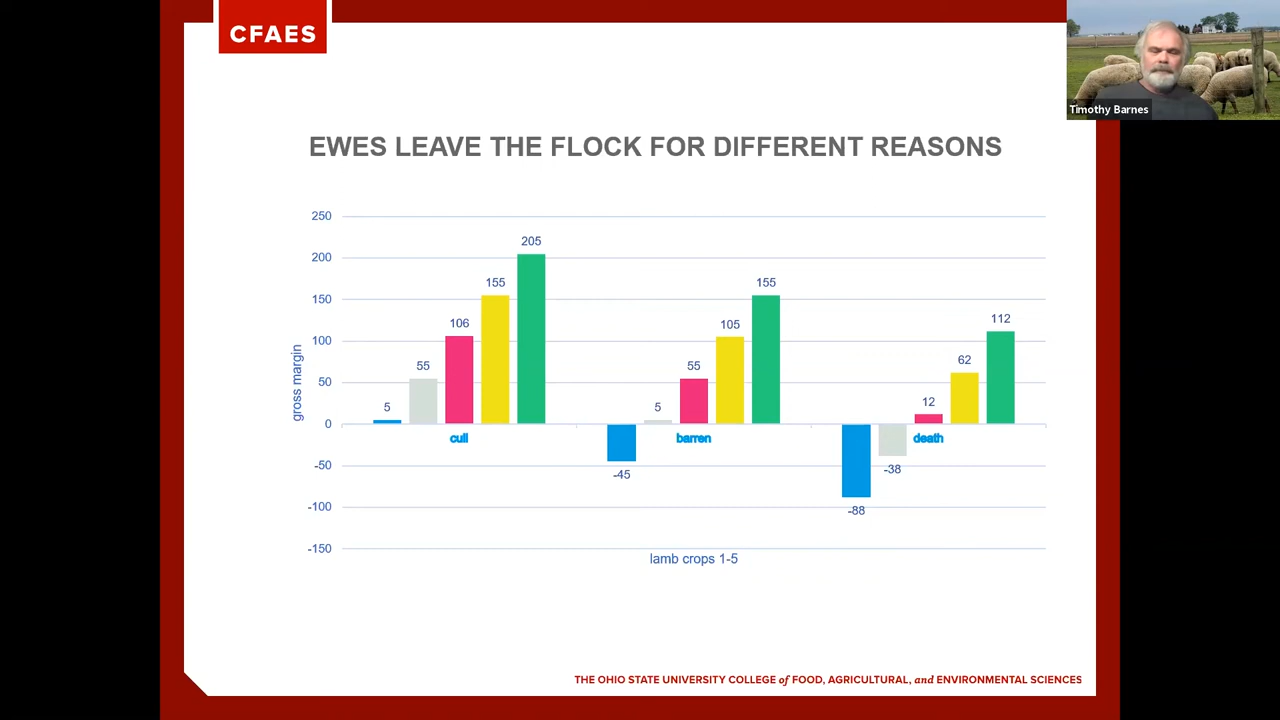 CFAES
Timothy Barnes
EWES LEAVE THE FLOCK FOR DIFFERENT REASONS
gross margin
250
200
150
100
50
0
-50
-100
-150
5
55
106
155
205
cull
-45
5
55
105
155
barren
-88
-38
12
62
112
death
lamb crops 1-5
THE OHIO STATE UNIVERSITY COLLEGE of FOOD, AGRICULTURAL, and ENVIRONMENTAL SCIENCES